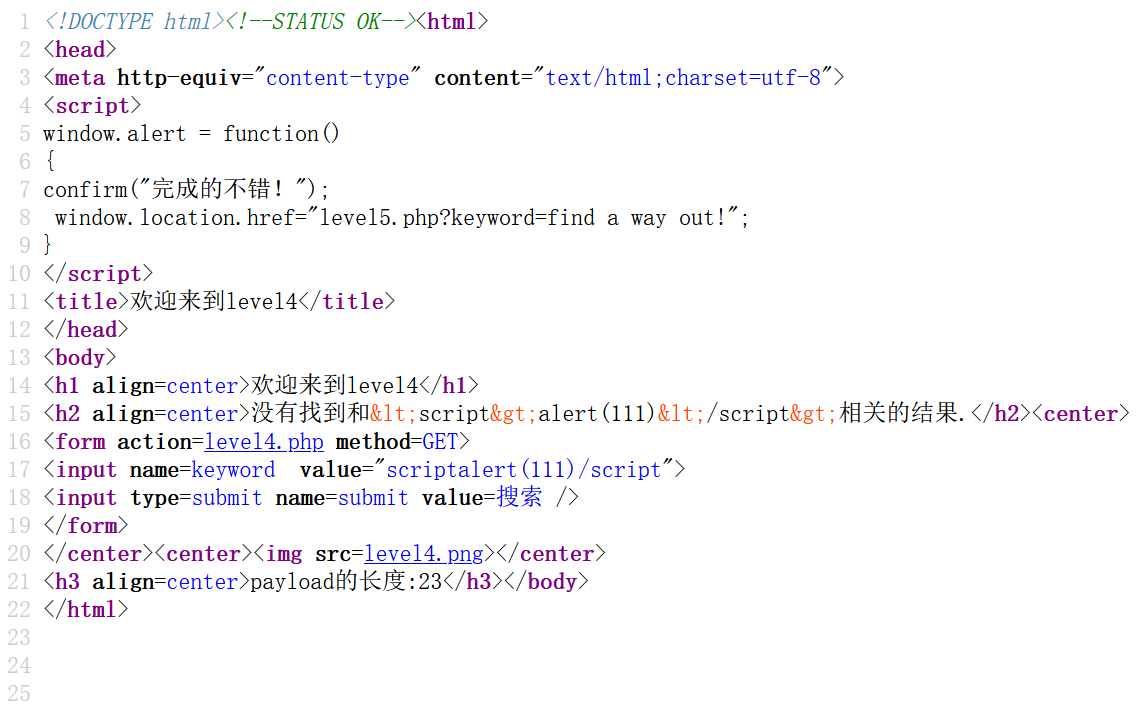 1 <!DOCTYPE html><!--STATUS OK--><html>
2 <head>
3 <meta http-equiv="content-type" content="text/html;charset=utf-8">
4 <script>
5 window.alert = function()
6 {
7 confirm("完成的不错！");
8  window.location.href="level5.php?keyword=find a way out!";
9 }
10 </script>
11 <title>欢迎来到level4</title>
12 </head>
13 <body>
14 <h1 align=center>欢迎来到level4</h1>
15 <h2 align=center>没有找到和&lt;script&gt;alert(111)&lt;/script&gt;相关的结果.</h2><center>
16 <form action=level4.php method=GET>
17 <input name=keyword  value="scriptalert(111)/script">
18 <input type=submit name=submit value=搜索 />
19 </form>
20 </center><center><img src=level4.png></center>
21 <h3 align=center>payload的长度:23</h3></body>
22 </html>
23
24
25